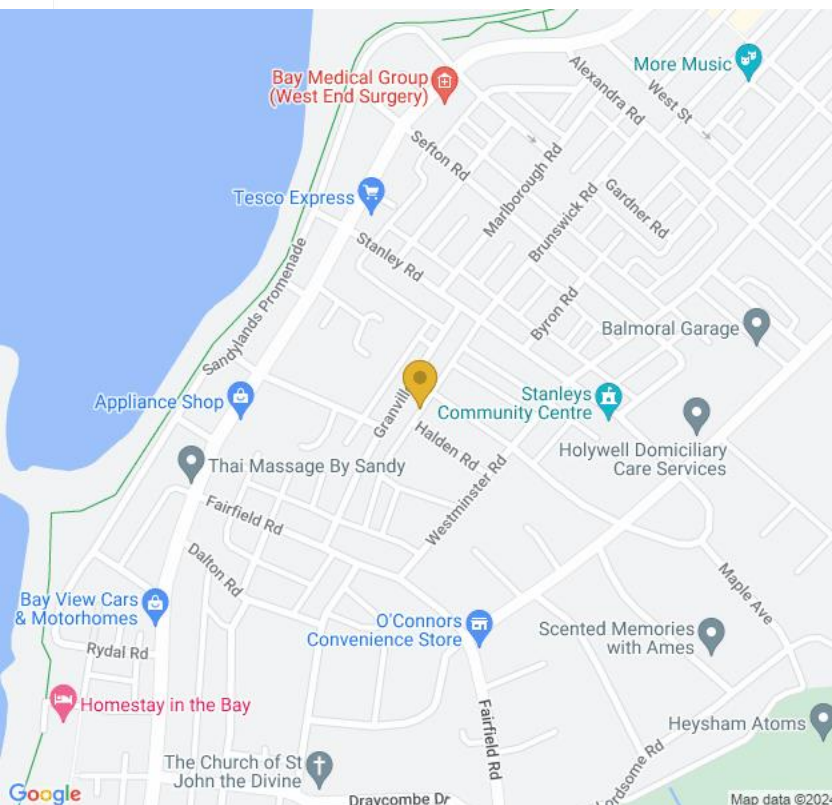 More Music
Bay Medical Group
(West End Surgery)
Alexandra Rd
West St
Sefton Rd
Marlborough Rd
Gardner Rd
Tesco Express
Brunswick Rd
Stanley Rd
Sandylands Promenade
Byron Rd
Balmoral Garage
Appliance Shop
Granvill
Stanleys
Community Centre
Halden Rd
Holywell Domiciliary
Care Services
Thai Massage By Sandy
Westminster Rd
Fairfield Rd
Dalton Rd
Maple Ave
Bay View Cars
& Motorhomes
O'Connors
Convenience Store
Scented Memories
with Ames
Rydal Rd
Homestay in the Bay
Fairfield Rd
Heysham Atoms
The Church of St
John the Divine
ordsome Rd
Google
Draycombe Dr
Map data ©2024